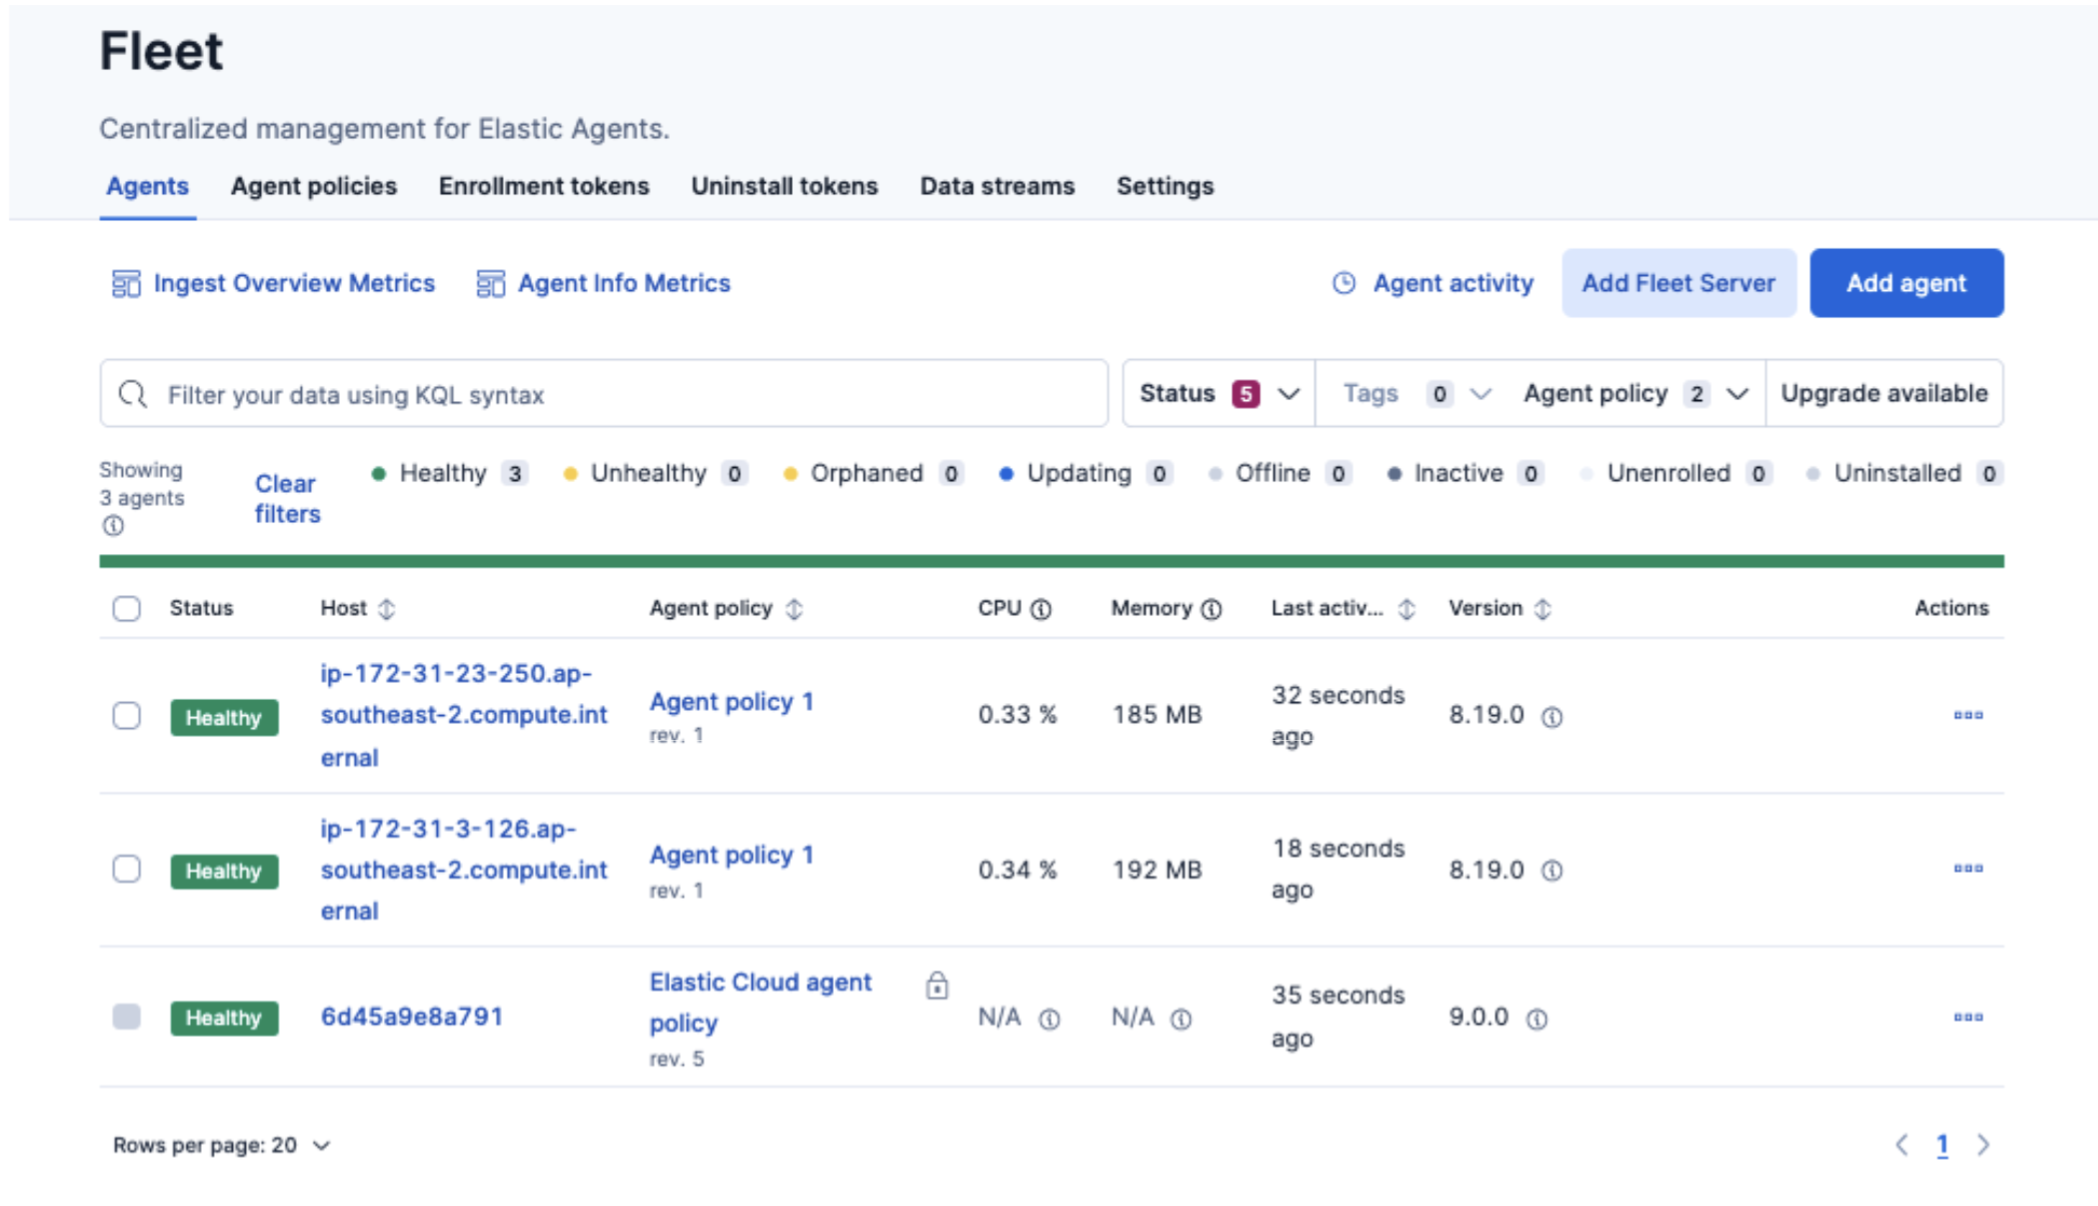 Fleet
Centralized management for Elastic Agents.
Agents Agent policies Enrollment tokens Uninstall tokens Data streams Settings
Ingest Overview Metrics Agent Info Metrics Agent activity Add Fleet Server Add agent
Filter your data using KQL syntax Status 5 Tags 0 Agent policy 2 Upgrade available
Showing
3 agents
Clear
filters
Healthy 3 Unhealthy 0 Orphaned 0 Updating 0 Offline 0 Inactive 0 Unenrolled 0 Uninstalled 0
Status Host Agent policy CPU Memory Last activ... Version Actions
Healthy
ip-172-31-23-250.ap-
southeast-2.compute.int
ernal
Agent policy 1
rev. 1
0.33 %
185 MB
32 seconds
ago
8.19.0
Healthy
ip-172-31-3-126.ap-
southeast-2.compute.int
ernal
Agent policy 1
rev. 1
0.34 %
192 MB
18 seconds
ago
8.19.0
Healthy
6d45a9e8a791
Elastic Cloud agent
policy
rev. 5
N/A
N/A
35 seconds
ago
9.0.0
Rows per page: 20
1